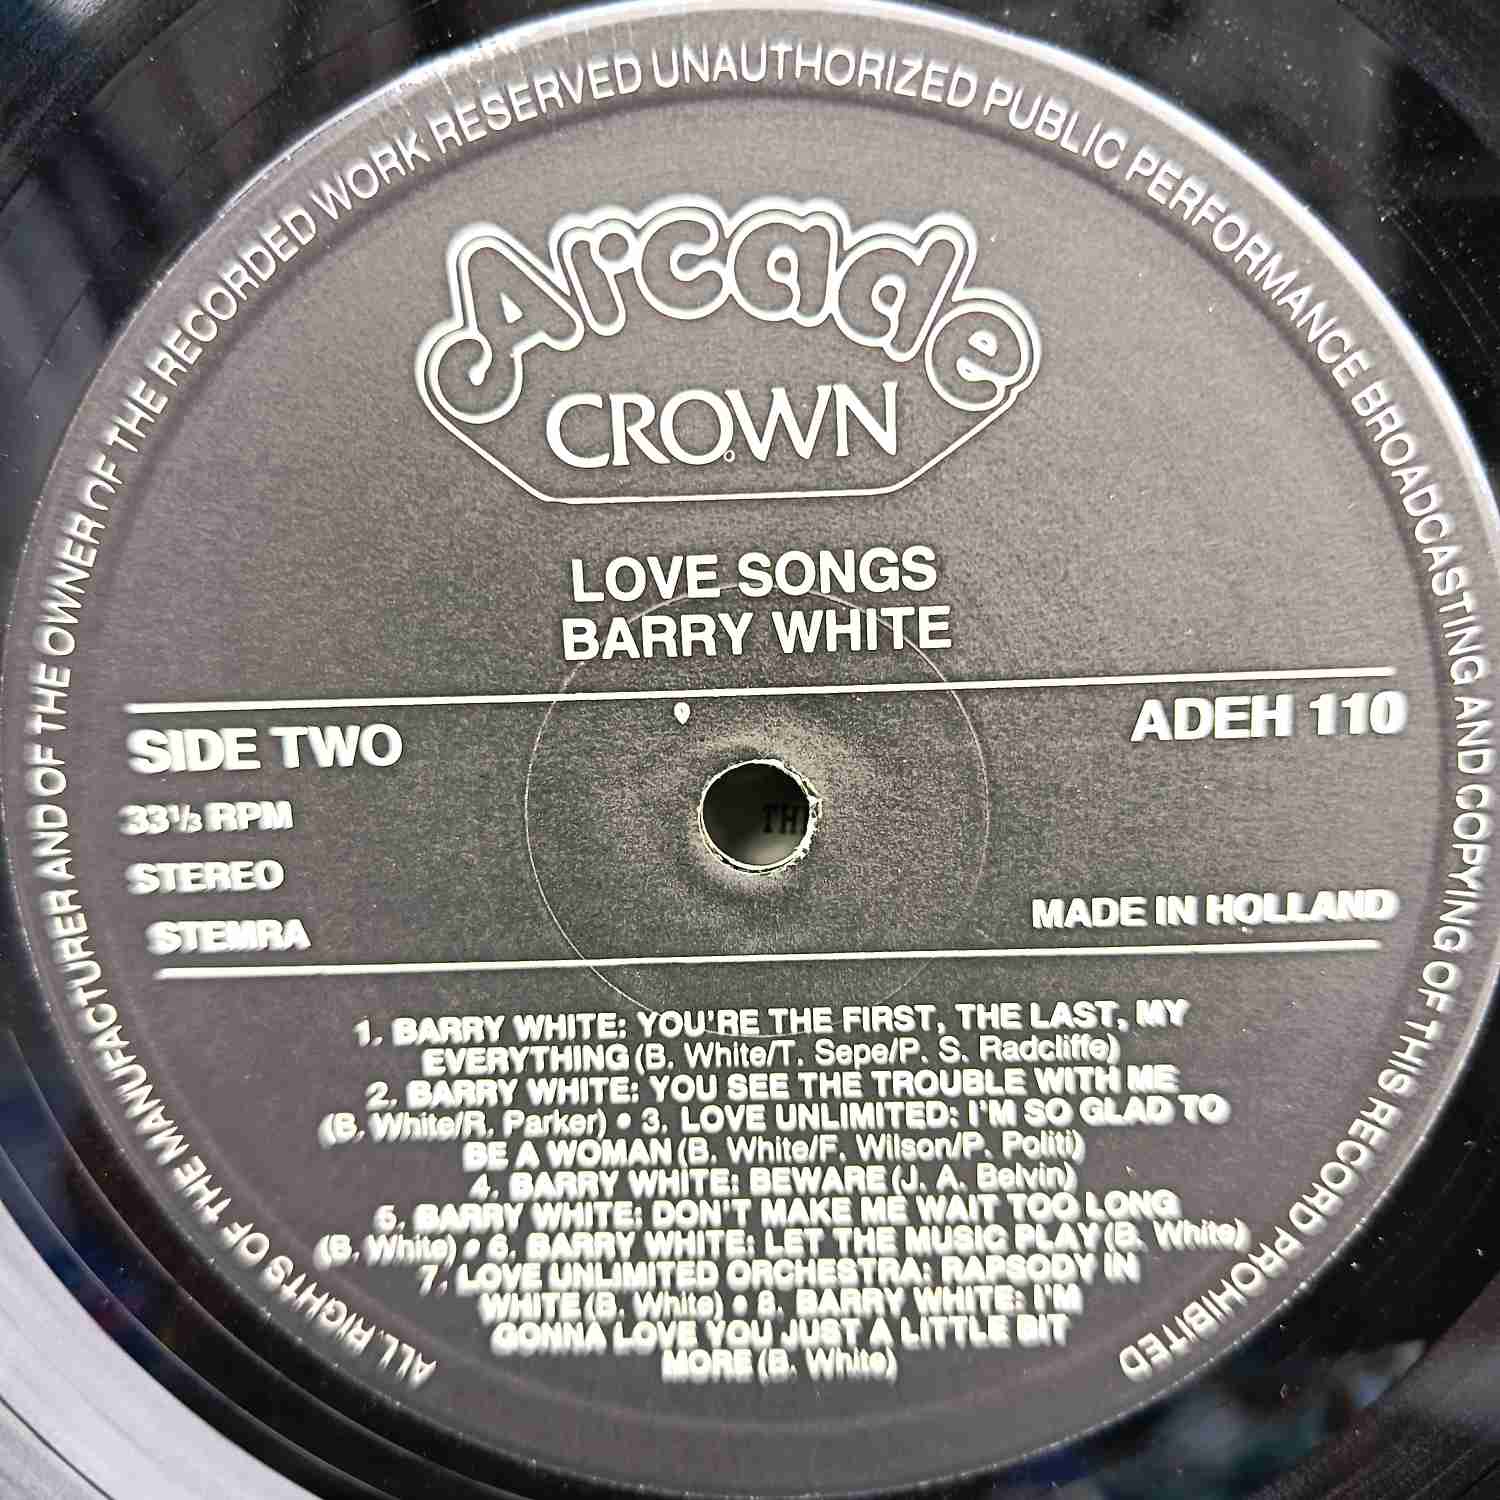 ALL RIGHTS OF THE MANUFACTURER AND OF THE OWNER OF THE RECORDED WORK RESERVED UNAUTHORIZED PUBLIC PERFORMANCE BROADCASTING AND COPYING OF THIS RECORD PROHIBITED
Arcade
CROWN
LOVE SONGS
BARRY WHITE
SIDE TWO
ADEH 110
33⅓ RPM
STEREO
STEMRA
MADE IN HOLLAND
TH
1. BARRY WHITE: YOU'RE THE FIRST, THE LAST, MY
EVERYTHING (B. White/T. Sepe/P. S. Radcliffe)
2. BARRY WHITE: YOU SEE THE TROUBLE WITH ME
(B. White/R. Parker) • 3. LOVE UNLIMITED: I'M SO GLAD TO
BE A WOMAN (B. White/F. Wilson/P. Politi)
4. BARRY WHITE: BEWARE (J. A. Belvin)
5. BARRY WHITE: DON'T MAKE ME WAIT TOO LONG
(B. White) • 6. BARRY WHITE: LET THE MUSIC PLAY (B. White)
7. LOVE UNLIMITED ORCHESTRA: RAPSODY IN
WHITE (B. White) • 8. BARRY WHITE: I'M
GONNA LOVE YOU JUST A LITTLE BIT
MORE (B. White)